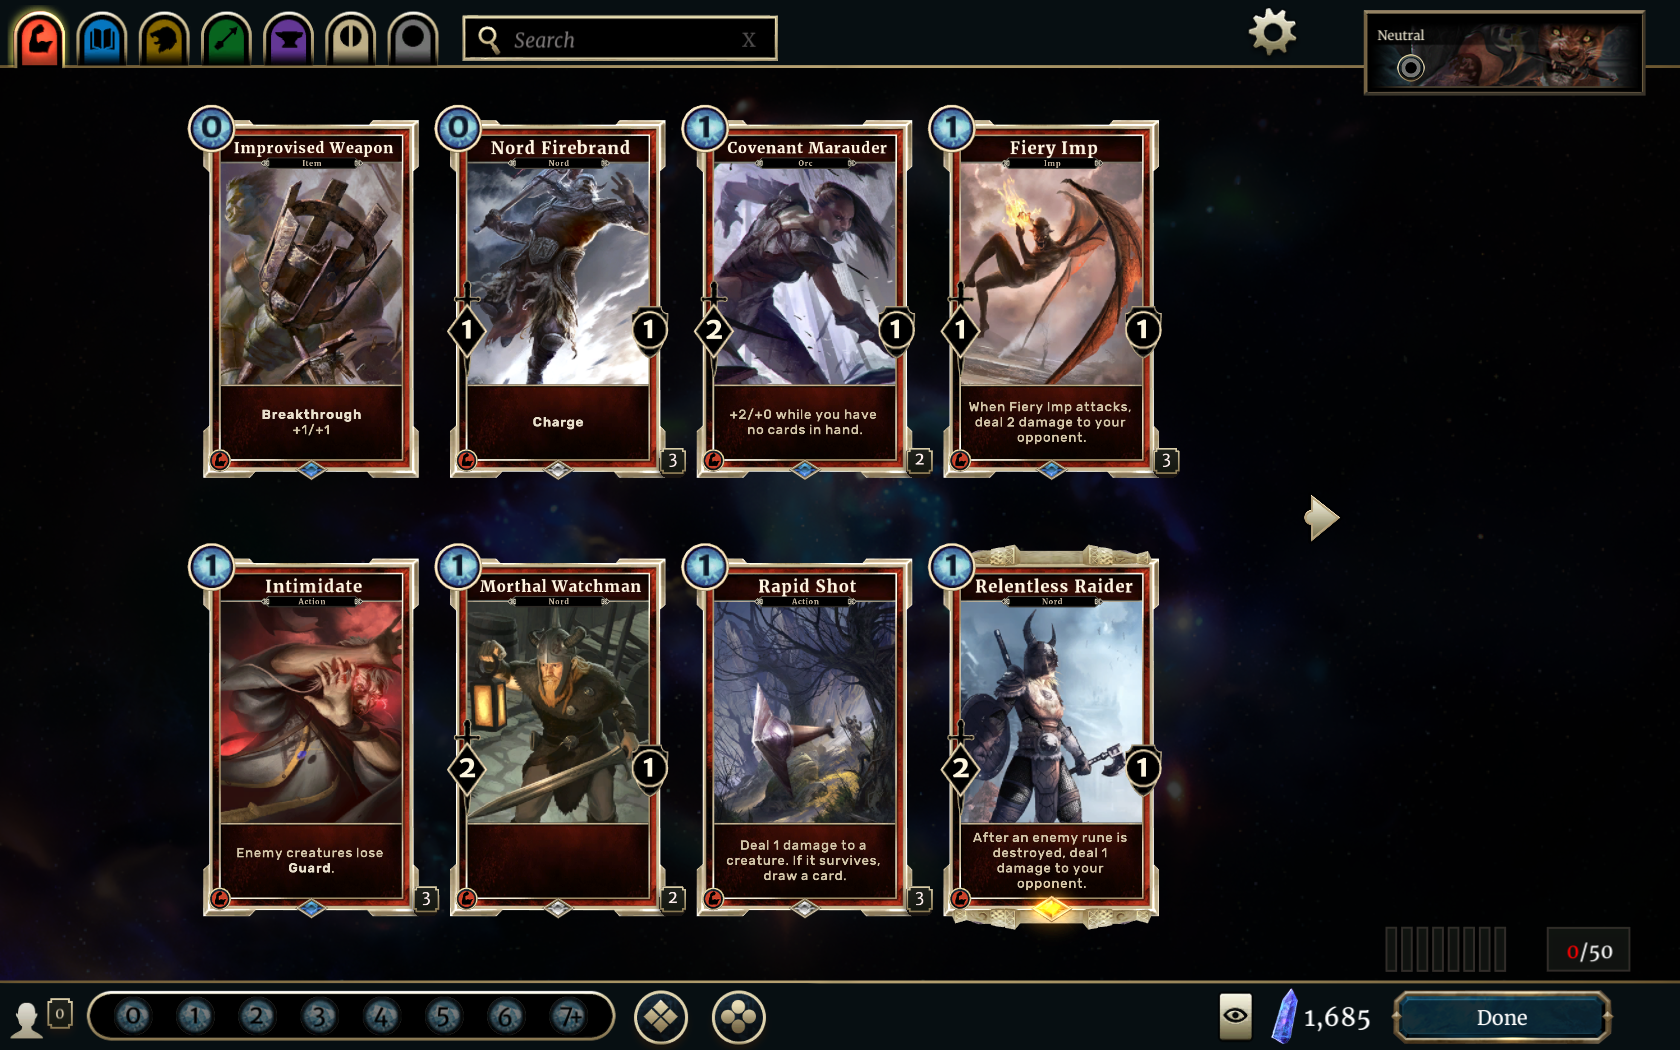 Search
X
Neutral
0
Improvised Weapon
Item
Breakthrough
+1/+1
0
Nord Firebrand
Nord
1
1
Charge
3
1
Covenant Marauder
Orc
2
1
+2/+0 while you have
no cards in hand.
2
1
Fiery Imp
Imp
1
1
When Fiery Imp attacks,
deal 2 damage to your
opponent.
3
1
Intimidate
Action
Enemy creatures lose
Guard.
3
1
Morthal Watchman
Nord
2
1
2
1
Rapid Shot
Action
Deal 1 damage to a
creature. If it survives,
draw a card.
3
1
Relentless Raider
Nord
2
1
After an enemy rune is
destroyed, deal 1
damage to your
opponent.
0/50
0
0 1 2 3 4 5 6 7+
1,685
Done